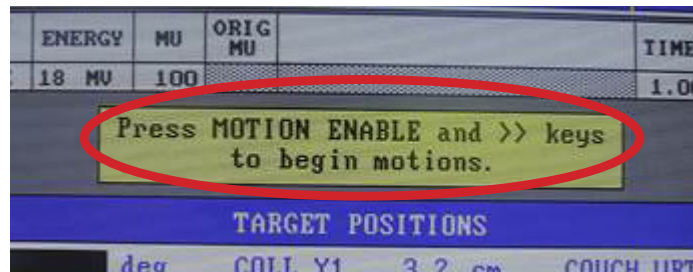 ENERGY MU ORIG MU TIME
18 MV 100 1.0
Press MOTION ENABLE and >> keys
to begin motions.
TARGET POSITIONS
deg COLL Y1 3.2 cm COUCH